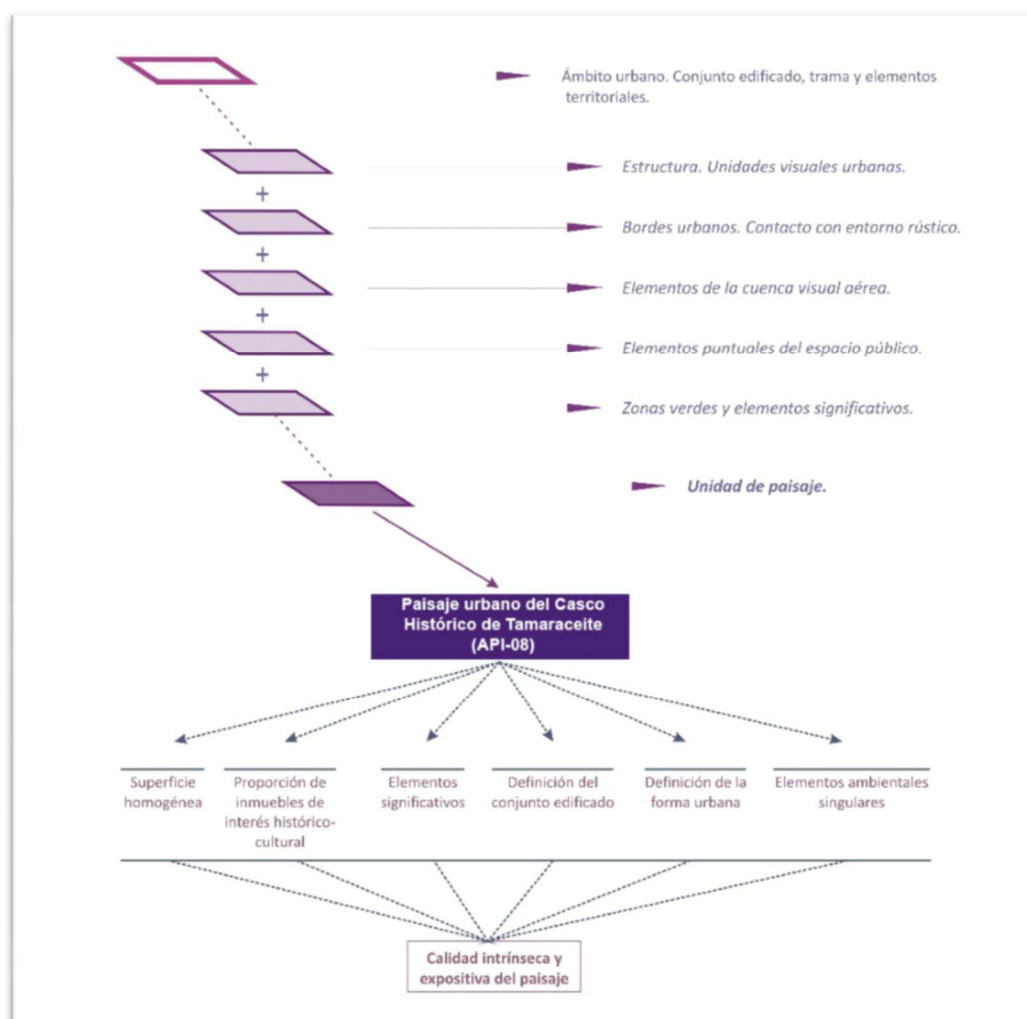 Ámbito urbano. Conjunto edificado, trama y elementos
territoriales.
Estructura. Unidades visuales urbanas.
+
Bordes urbanos. Contacto con entorno rústico.
+
Elementos de la cuenca visual aérea.
+
Elementos puntuales del espacio público.
+
Zonas verdes y elementos significativos.
Unidad de paisaje.
Paisaje urbano del Casco
Histórico de Tamaraceite
(API-08)
Superficie
homogénea
Proporción de
inmuebles de
interés histórico-
cultural
Elementos
significativos
Definición del
conjunto edificado
Definición de la
forma urbana
Elementos ambientales
singulares
Calidad intrínseca y
expositiva del paisaje